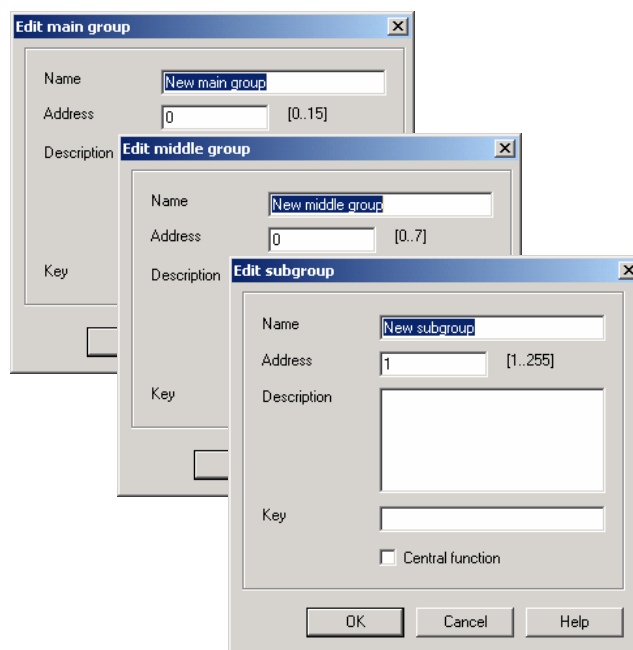 Edit main group
Name New main group
Address 0 [0..15]
Description
Key
Edit middle group
Name New middle group
Address 0 [0..7]
Description
Key
Edit subgroup
Name New subgroup
Address 1 [1..255]
Description
Key
Central function
OK Cancel Help